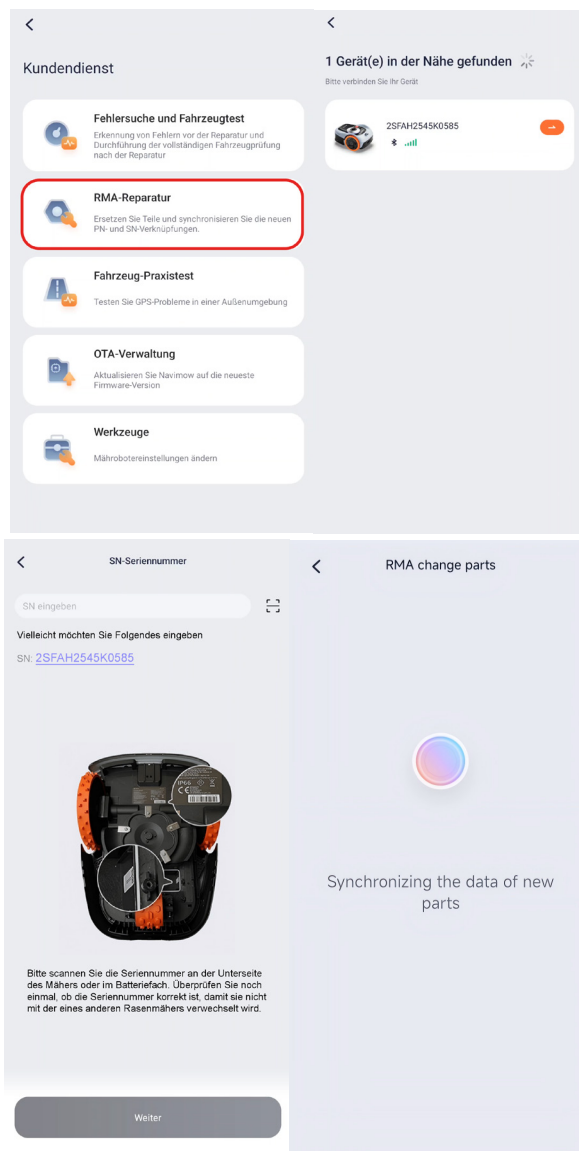 Kundendienst
Fehlersuche und Fahrzeugtest
Erkennung von Fehlern vor der Reparatur und
Durchführung der vollständigen Fahrzeugprüfung
nach der Reparatur
RMA-Reparatur
Ersetzen Sie Teile und synchronisieren Sie die neuen
PN- und SN-Verknüpfungen.
Fahrzeug-Praxistest
Testen Sie GPS-Probleme in einer Außenumgebung
OTA-Verwaltung
Aktualisieren Sie Navimow auf die neueste
Firmware-Version
Werkzeuge
Mährobotereinstellungen ändern
1 Gerät(e) in der Nähe gefunden
Bitte verbinden Sie Ihr Gerät
2SFAH2545K0585
SN-Seriennummer
SN eingeben
Vielleicht möchten Sie Folgendes eingeben
SN: 2SFAH2545K0585
IP66
Bitte scannen Sie die Seriennummer an der Unterseite
des Mähers oder im Batteriefach. Überprüfen Sie noch
einmal, ob die Seriennummer korrekt ist, damit sie nicht
mit der eines anderen Rasenmähers verwechselt wird.
Weiter
RMA change parts
Synchronizing the data of new
parts